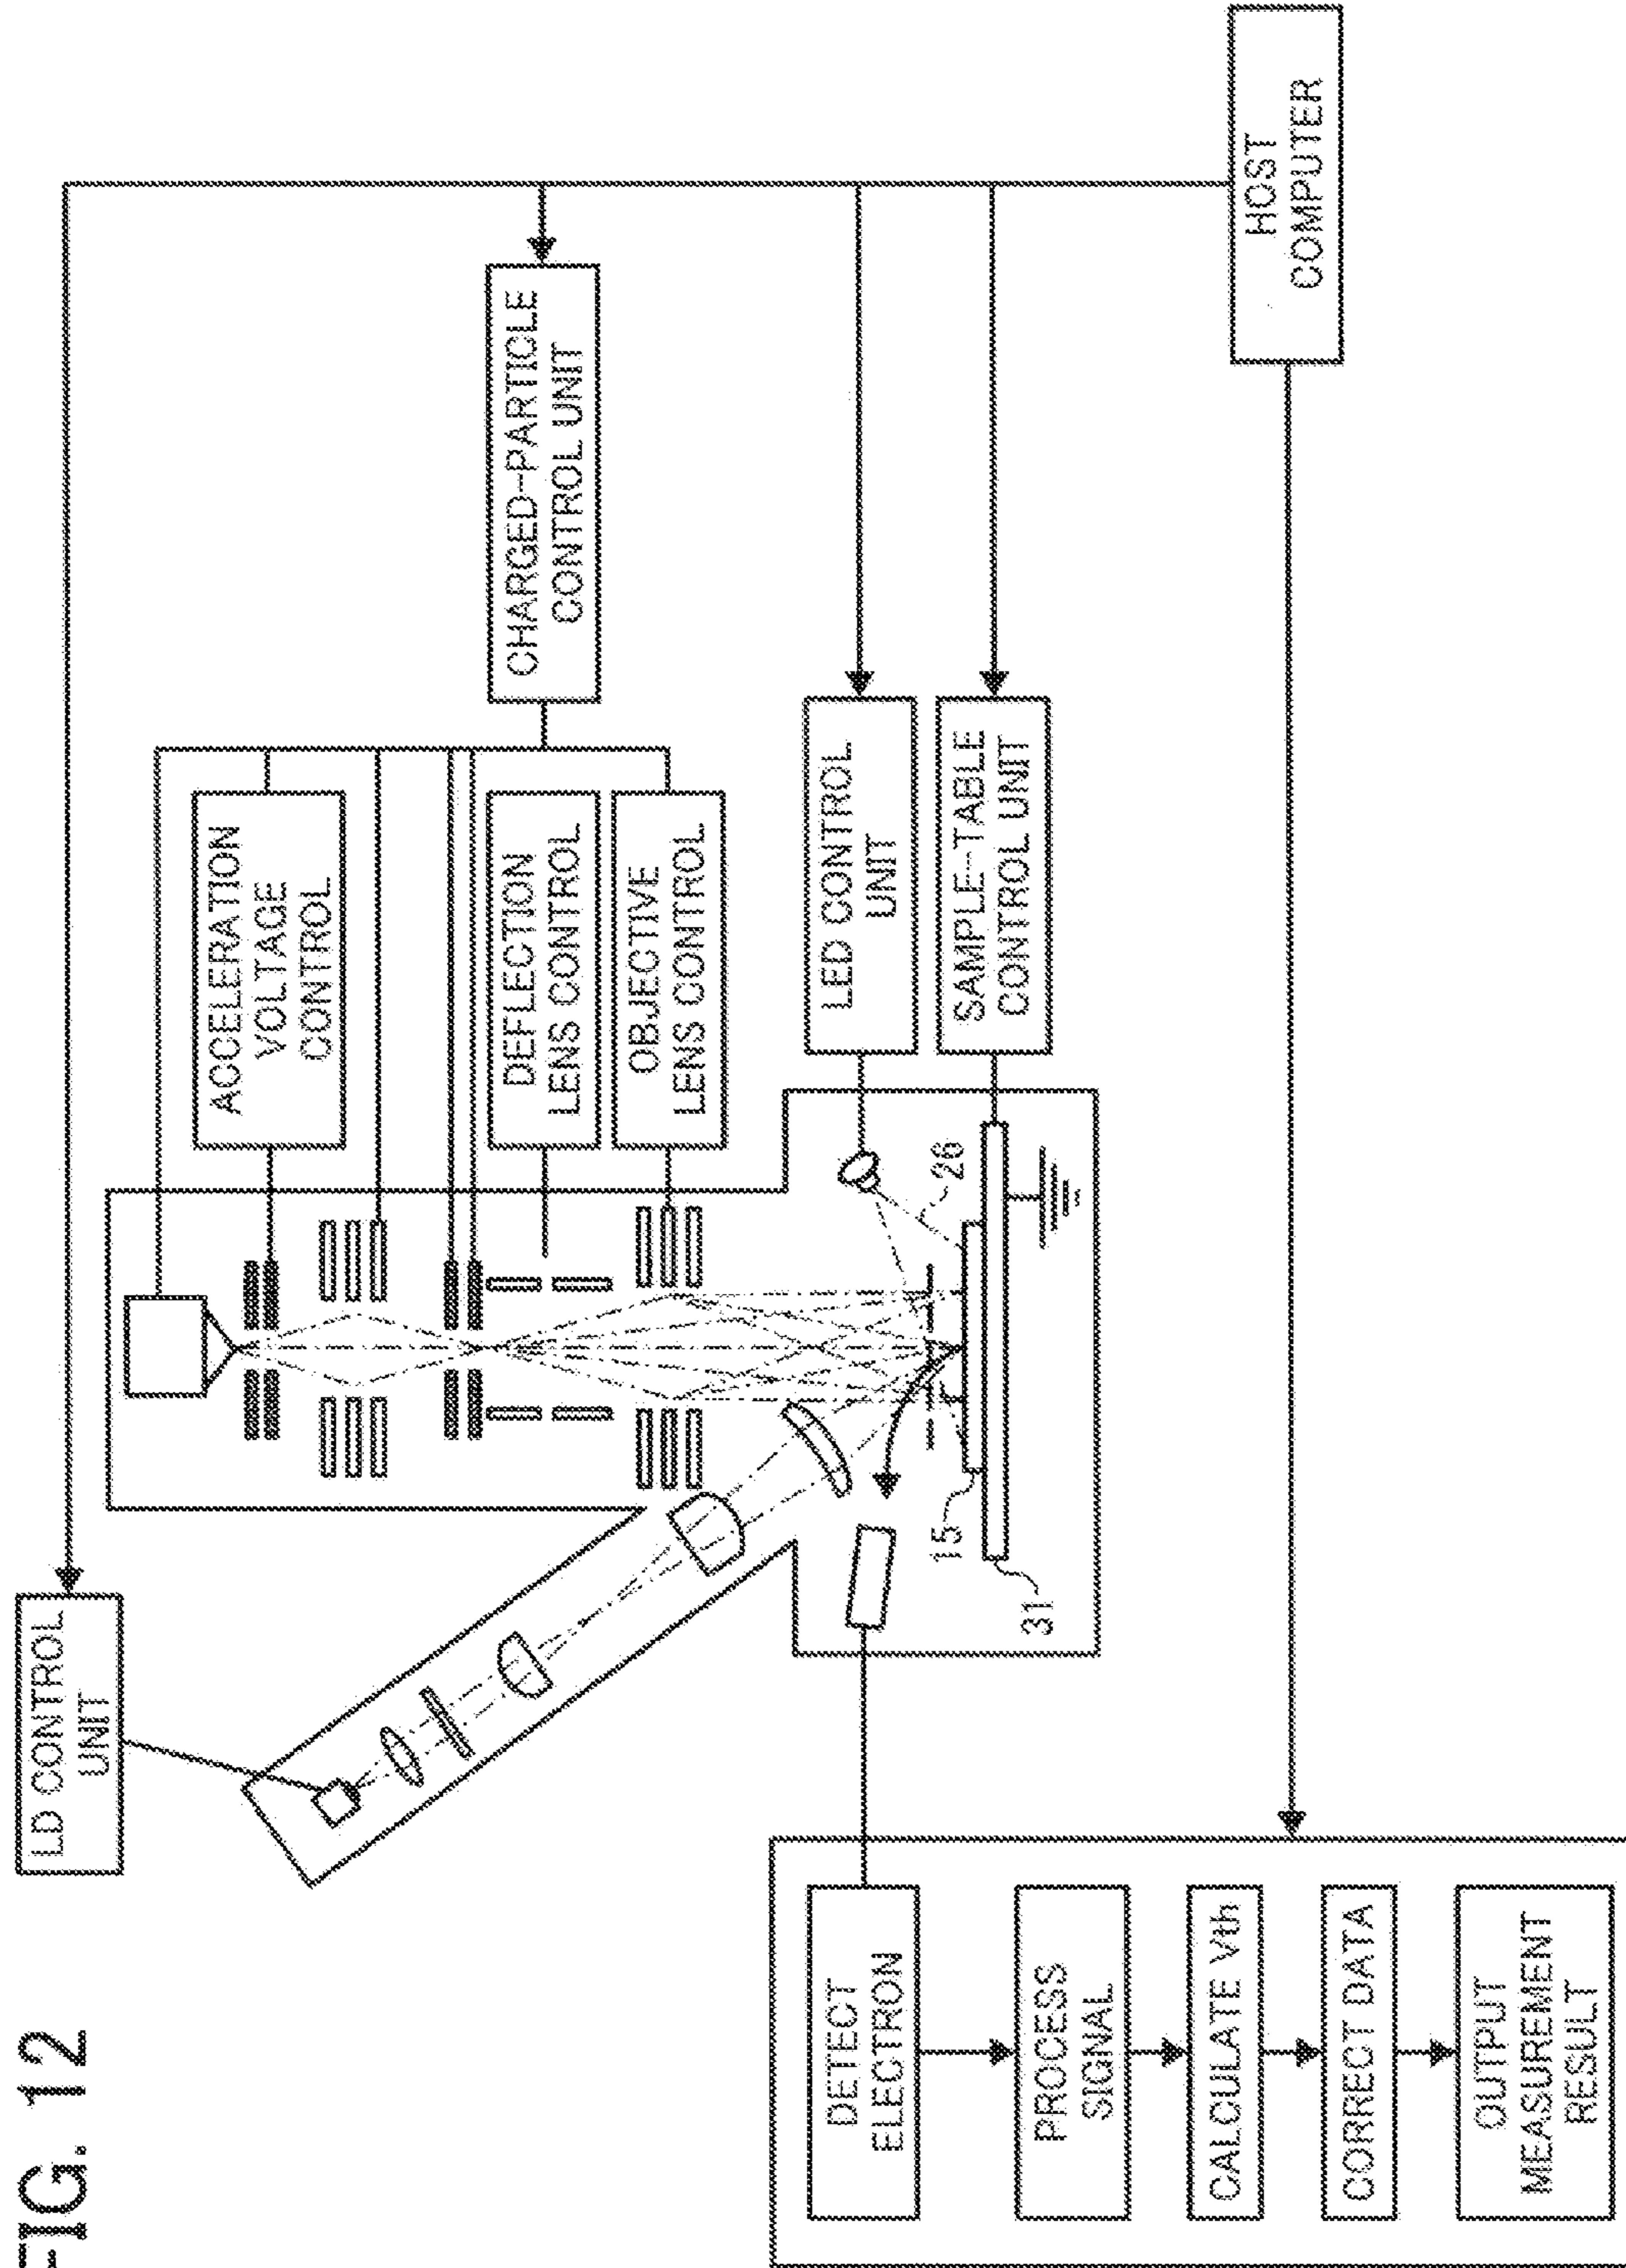 FIG. 12
LD CONTROL
UNIT
ACCELERATION
VOLTAGE
CONTROL
CHARGED-PARTICLE
CONTROL UNIT
DEFLECTION
LENS CONTROL
OBJECTIVE
LENS CONTROL
LED CONTROL
UNIT
SAMPLE-TABLE
CONTROL UNIT
26
15
31
HOST
COMPUTER
DETECT
ELECTRON
PROCESS
SIGNAL
CALCULATE Vth
CORRECT DATA
OUTPUT
MEASUREMENT
RESULT